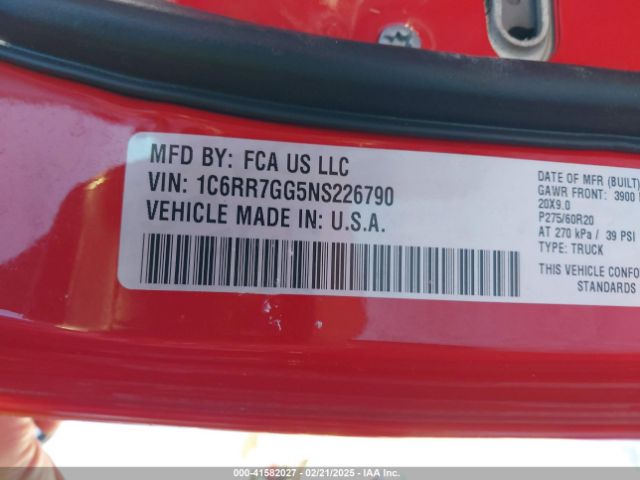 MFD BY: FCA US LLC
VIN: 1C6RR7GG5NS226790
VEHICLE MADE IN: U.S.A.
DATE OF MFR (BUILT)
GAWR FRONT: 3900
20X9.0
P275/60R20
AT 270 kPa / 39 PSI
TYPE: TRUCK
THIS VEHICLE
STANDARDS
000-41582027 - 02/21/2025 - IAA Inc.